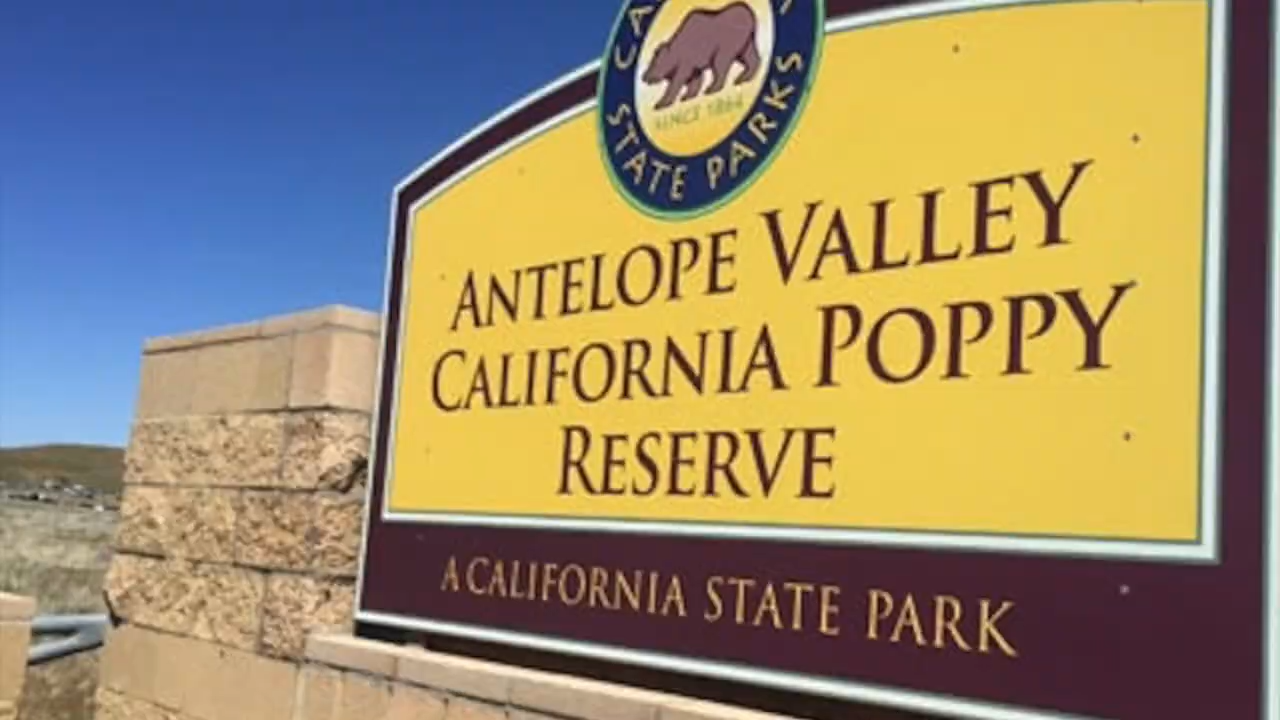 STATE PARKS
SINCE 1864
ANTELOPE VALLEY
CALIFORNIA POPPY
RESERVE
A CALIFORNIA STATE PARK